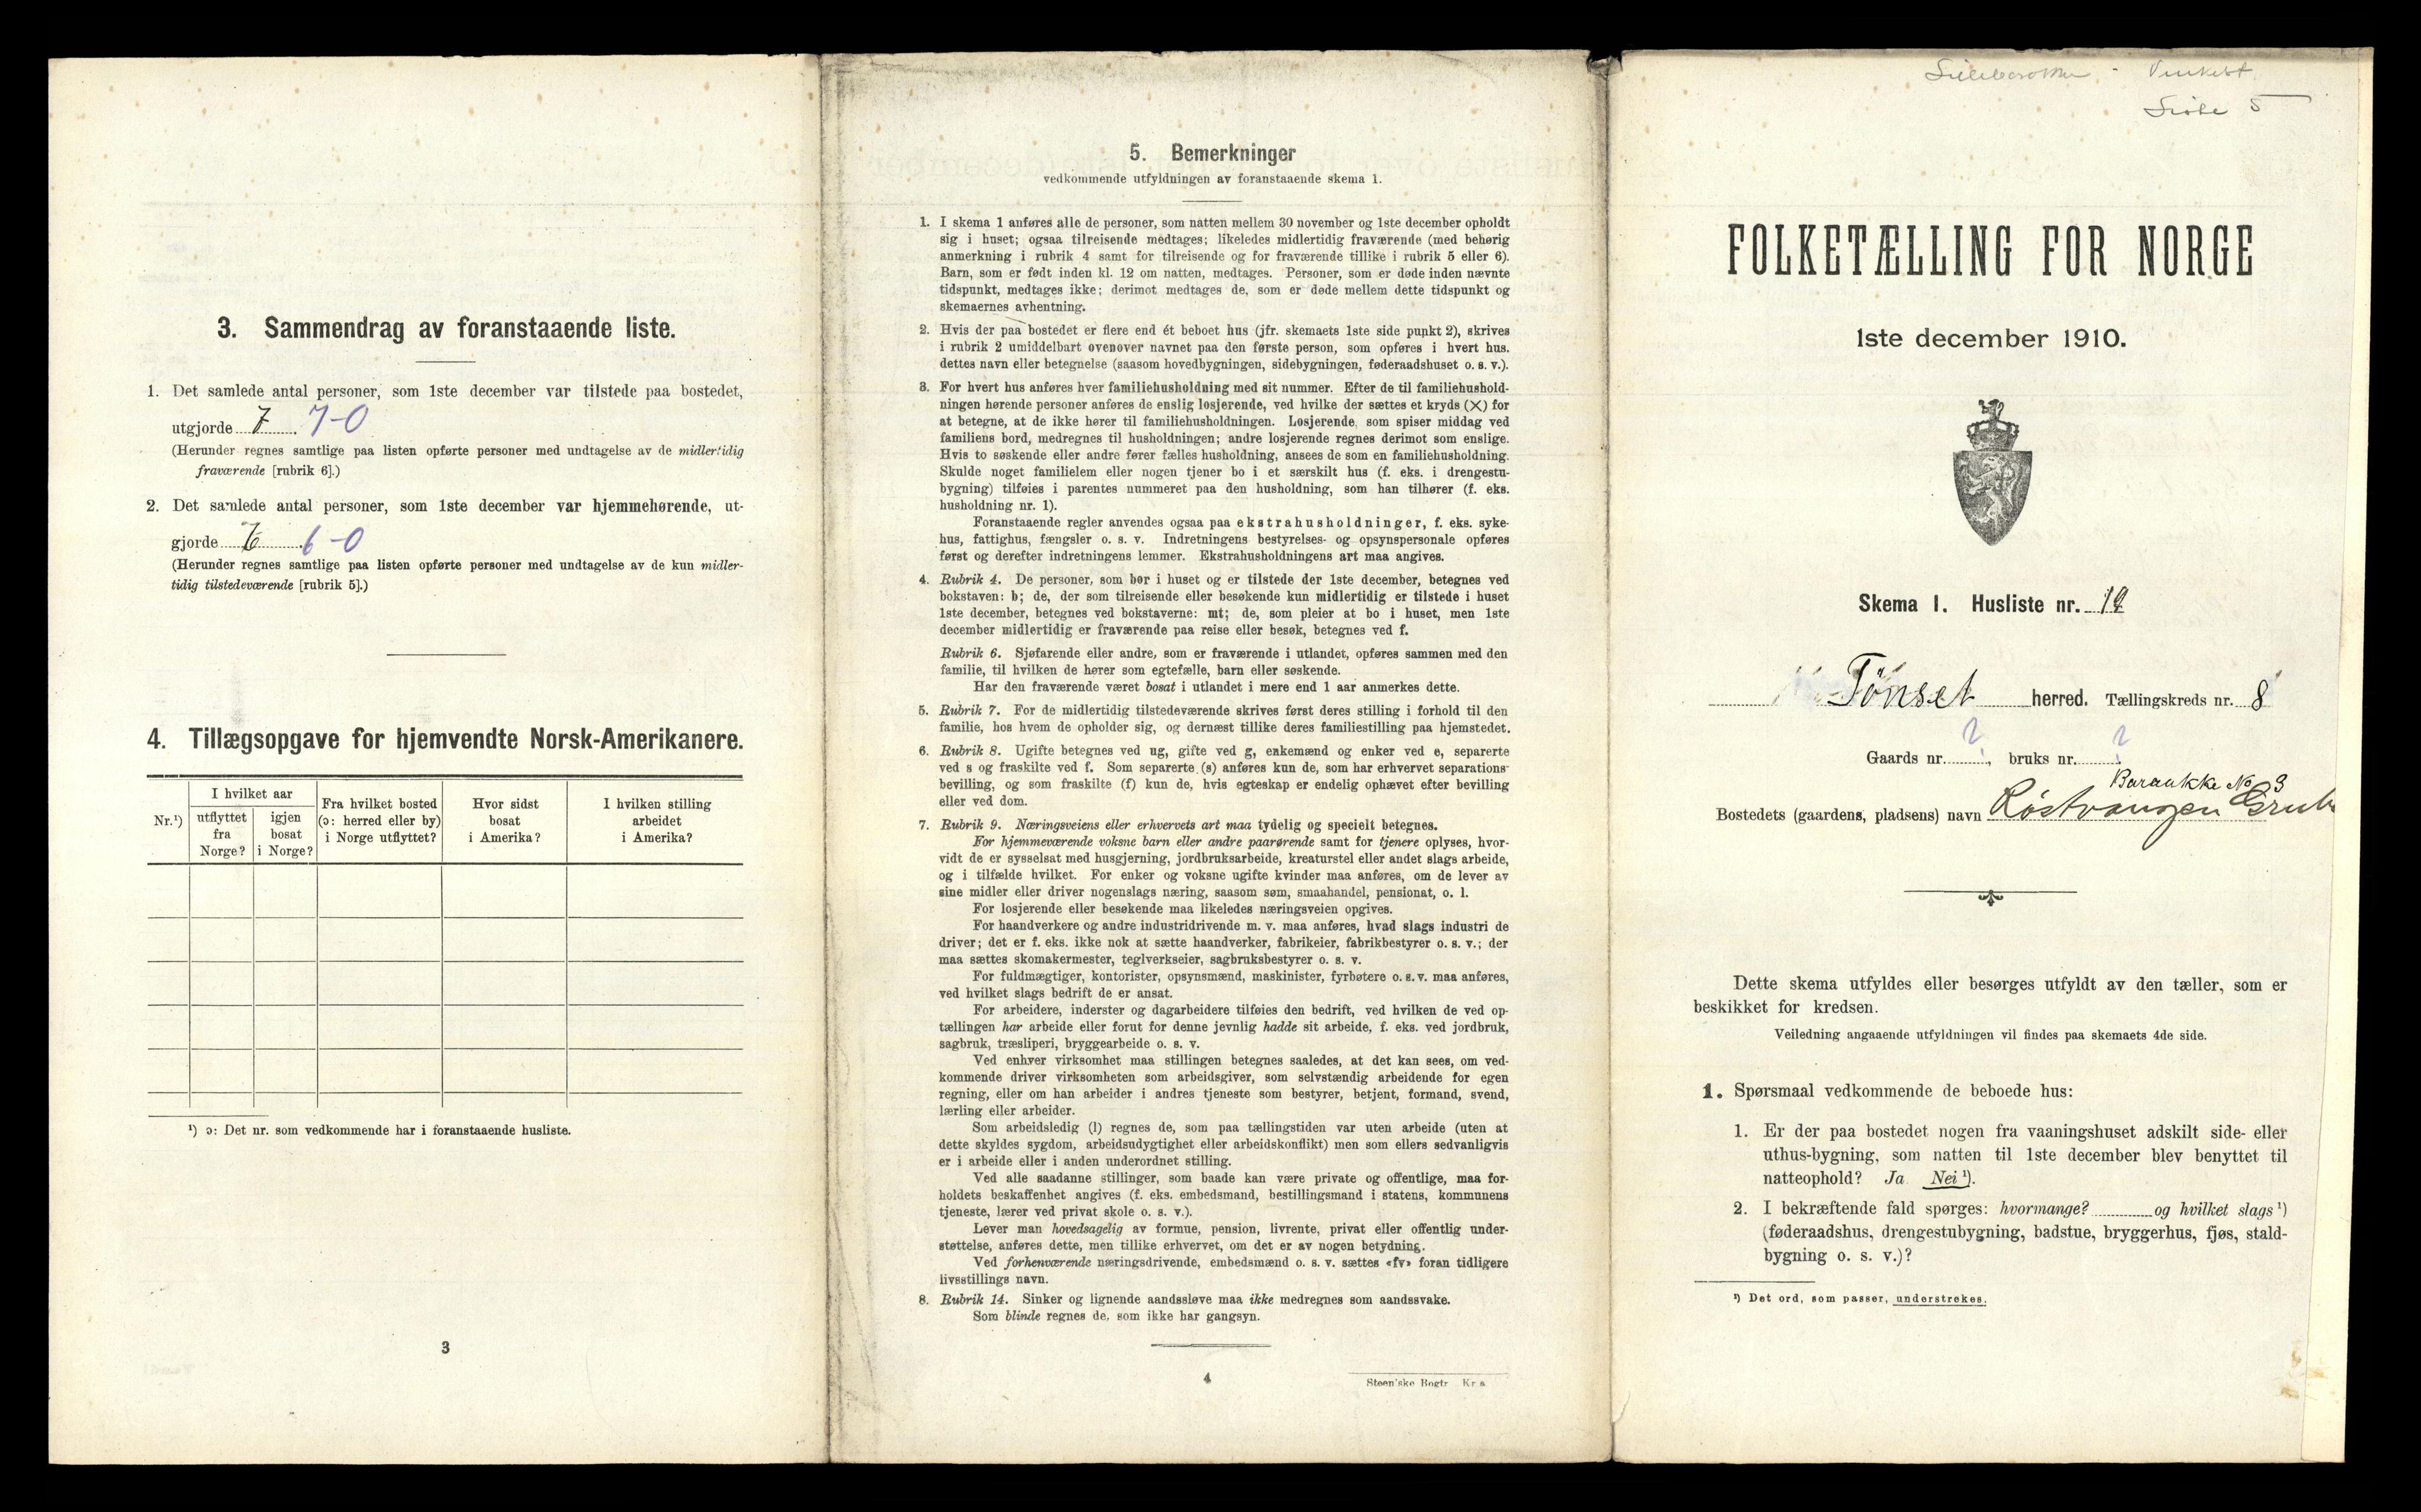 3. Sammendrag av foranstaaende liste.
1. Det samlede antal personer, som 1ste december var tilstede paa bostedet,
utgjorde 7 7-0
(Herunder regnes samtlige paa listen opførte personer med undtagelse av de midlertidig
fraværende [rubrik 6].)
2. Det samlede antal personer, som 1ste december var hjemmehørende, ut-
gjorde 6-0
(Herunder regnes samtlige paa listen opførte personer med undtagelse av de kun midler-
tidig tilstedeværende [rubrik 5].)
4. Tillægsopgave for hjemvendte Norsk-Amerikanere.
Nr.¹)
I hvilket aar
utflyttet fra Norge?
igjen bosat i Norge?
Fra hvilket bosted (ɔ: herred eller by) i Norge utflyttet?
Hvor sidst bosat i Amerika?
I hvilken stilling arbeidet i Amerika?
¹) ɔ: Det nr. som vedkommende har i foranstaaende husliste.
3
5. Bemerkninger
vedkommende utfyldningen av foranstaaende skema 1.
1. I skema 1 anføres alle de personer, som natten mellem 30 november og 1ste december opholdt
sig i huset; ogsaa tilreisende medtages; likeledes midlertidig fraværende (med behørig
anmerkning i rubrik 4 samt for tilreisende og for fraværende tillike i rubrik 5 eller 6).
Barn, som er født inden kl. 12 om natten, medtages. Personer, som er døde inden nævnte
tidspunkt, medtages ikke; derimot medtages de, som er døde mellem dette tidspunkt og
skemaernes avhentning.
2. Hvis der paa bostedet er flere end ét beboet hus (jfr. skemaets 1ste side punkt 2), skrives
i rubrik 2 umiddelbart ovenover navnet paa den første person, som opføres i hvert hus.
dettes navn eller betegnelse (saasom hovedbygningen, sidebygningen, føderaadshuset o. s. v.).
3. For hvert hus anføres hver familiehusholdning med sit nummer. Efter de til familiehushold-
ningen hørende personer anføres de enslig losjerende, ved hvilke der sættes et kryds (X) for
at betegne, at de ikke hører til familiehusholdningen. Losjerende, som spiser middag ved
familiens bord, medregnes til husholdningen; andre losjerende regnes derimot som enslige.
Hvis to søskende eller andre fører fælles husholdning, ansees de som en familiehusholdning.
Skulde noget familielem eller nogen tjener bo i et særskilt hus (f. eks. i drengestu-
bygning) tilføies i parentes nummeret paa den husholdning, som han tilhører (f. eks.
husholdning nr. 1).
Foranstaaende regler anvendes ogsaa paa ekstrahusholdninger, f. eks. syke-
hus, fattighus, fængsler o. s. v. Indretningens bestyrelses- og opsynspersonale opføres
først og derefter indretningens lemmer. Ekstrahusholdningens art maa angives.
4. Rubrik 4. De personer, som bor i huset og er tilstede der 1ste december, betegnes ved
bokstaven: b; de, der som tilreisende eller besøkende kun midlertidig er tilstede i huset
1ste december, betegnes ved bokstaverne: mt; de, som pleier at bo i huset, men 1ste
december midlertidig er fraværende paa reise eller besøk, betegnes ved f.
Rubrik 6. Sjøfarende eller andre, som er fraværende i utlandet, opføres sammen med den
familie, til hvilken de hører som egtefælle, barn eller søskende.
Har den fraværende været bosat i utlandet i mere end 1 aar anmerkes dette.
5. Rubrik 7. For de midlertidig tilstedeværende skrives først deres stilling i forhold til den
familie, hos hvem de opholder sig, og dernæst tillike deres familiestilling paa hjemstedet.
6. Rubrik 8. Ugifte betegnes ved ug, gifte ved g, enkemænd og enker ved e, separerte
ved s og fraskilte ved f. Som separerte (s) anføres kun de, som har erhvervet separations-
bevilling, og som fraskilte (f) kun de, hvis egteskap er endelig ophævet efter bevilling
eller ved dom.
7. Rubrik 9. Næringsveiens eller erhvervets art maa tydelig og specielt betegnes.
For hjemmeværende voksne barn eller andre paarørende samt for tjenere oplyses, hvor-
vidt de er sysselsat med husgjerning, jordbruksarbeide, kreaturstel eller andet slags arbeide,
og i tilfælde hvilket. For enker og voksne ugifte kvinder maa anføres, om de lever av
sine midler eller driver nogenslags næring, saasom søm, smaahandel, pensionat, o. l.
For losjerende eller besøkende maa likeledes næringsveien opgives.
For haandverkere og andre industridrivende m. v. maa anføres, hvad slags industri de
driver; det er f. eks. ikke nok at sætte haandverker, fabrikeier, fabrikbestyrer o. s. v.; der
maa sættes skomakermester, teglverkseier, sagbruksbestyrer o. s. v.
For fuldmægtiger, kontorister, opsynsmænd, maskinister, fyrbøtere o. s. v. maa anføres,
ved hvilket slags bedrift de er ansat.
For arbeidere, inderster og dagarbeidere tilføies den bedrift, ved hvilken de ved op-
tællingen har arbeide eller forut for denne jevnlig hadde sit arbeide, f. eks. ved jordbruk,
sagbruk, træsliperi, bryggearbeide o. s. v.
Ved enhver virksomhet maa stillingen betegnes saaledes, at det kan sees, om ved-
kommende driver virksomheten som arbeidsgiver, som selvstændig arbeidende for egen
regning, eller om han arbeider i andres tjeneste som bestyrer, betjent, formand, svend,
lærling eller arbeider.
Som arbeidsledig (l) regnes de, som paa tællingstiden var uten arbeide (uten at
dette skyldes sygdom, arbeidsudygtighet eller arbeidskonflikt) men som ellers sedvanligvis
er i arbeide eller i anden underordnet stilling.
Ved alle saadanne stillinger, som baade kan være private og offentlige, maa for-
holdets beskaffenhet angives (f. eks. embedsmand, bestillingsmand i statens, kommunens
tjeneste, lærer ved privat skole o. s. v.).
Lever man hovedsagelig av formue, pension, livrente, privat eller offentlig under-
støttelse, anføres dette, men tillike erhvervet, om det er av nogen betydning.
Ved forhenværende næringsdrivende, embedsmænd o. s. v. sættes «fv» foran tidligere
livsstillings navn.
8. Rubrik 14. Sinker og lignende aandssløve maa ikke medregnes som aandssvake.
Som blinde regnes de, som ikke har gangsyn.
4
Steen'ske Bogtr Kr.a
Side 5
FOLKETÆLLING FOR NORGE
1ste december 1910.
Skema 1. Husliste nr. 12
Tönset herred. Tællingskreds nr. 8
Gaards nr. ?, bruks nr. ?
Barakke No 3
Bostedets (gaardens, pladsens) navn Röstvangen Grube
Dette skema utfyldes eller besørges utfyldt av den tæller, som er
beskikket for kredsen.
Veiledning angaaende utfyldningen vil findes paa skemaets 4de side.
1. Spørsmaal vedkommende de beboede hus:
1. Er der paa bostedet nogen fra vaaningshuset adskilt side- eller
uthus-bygning, som natten til 1ste december blev benyttet til
natteophold? Ja Nei¹).
2. I bekræftende fald spørges: hvormange? og hvilket slags¹)
(føderaadshus, drengestubygning, badstue, bryggerhus, fjøs, stald-
bygning o. s. v.)?
¹) Det ord, som passer, understrekes.